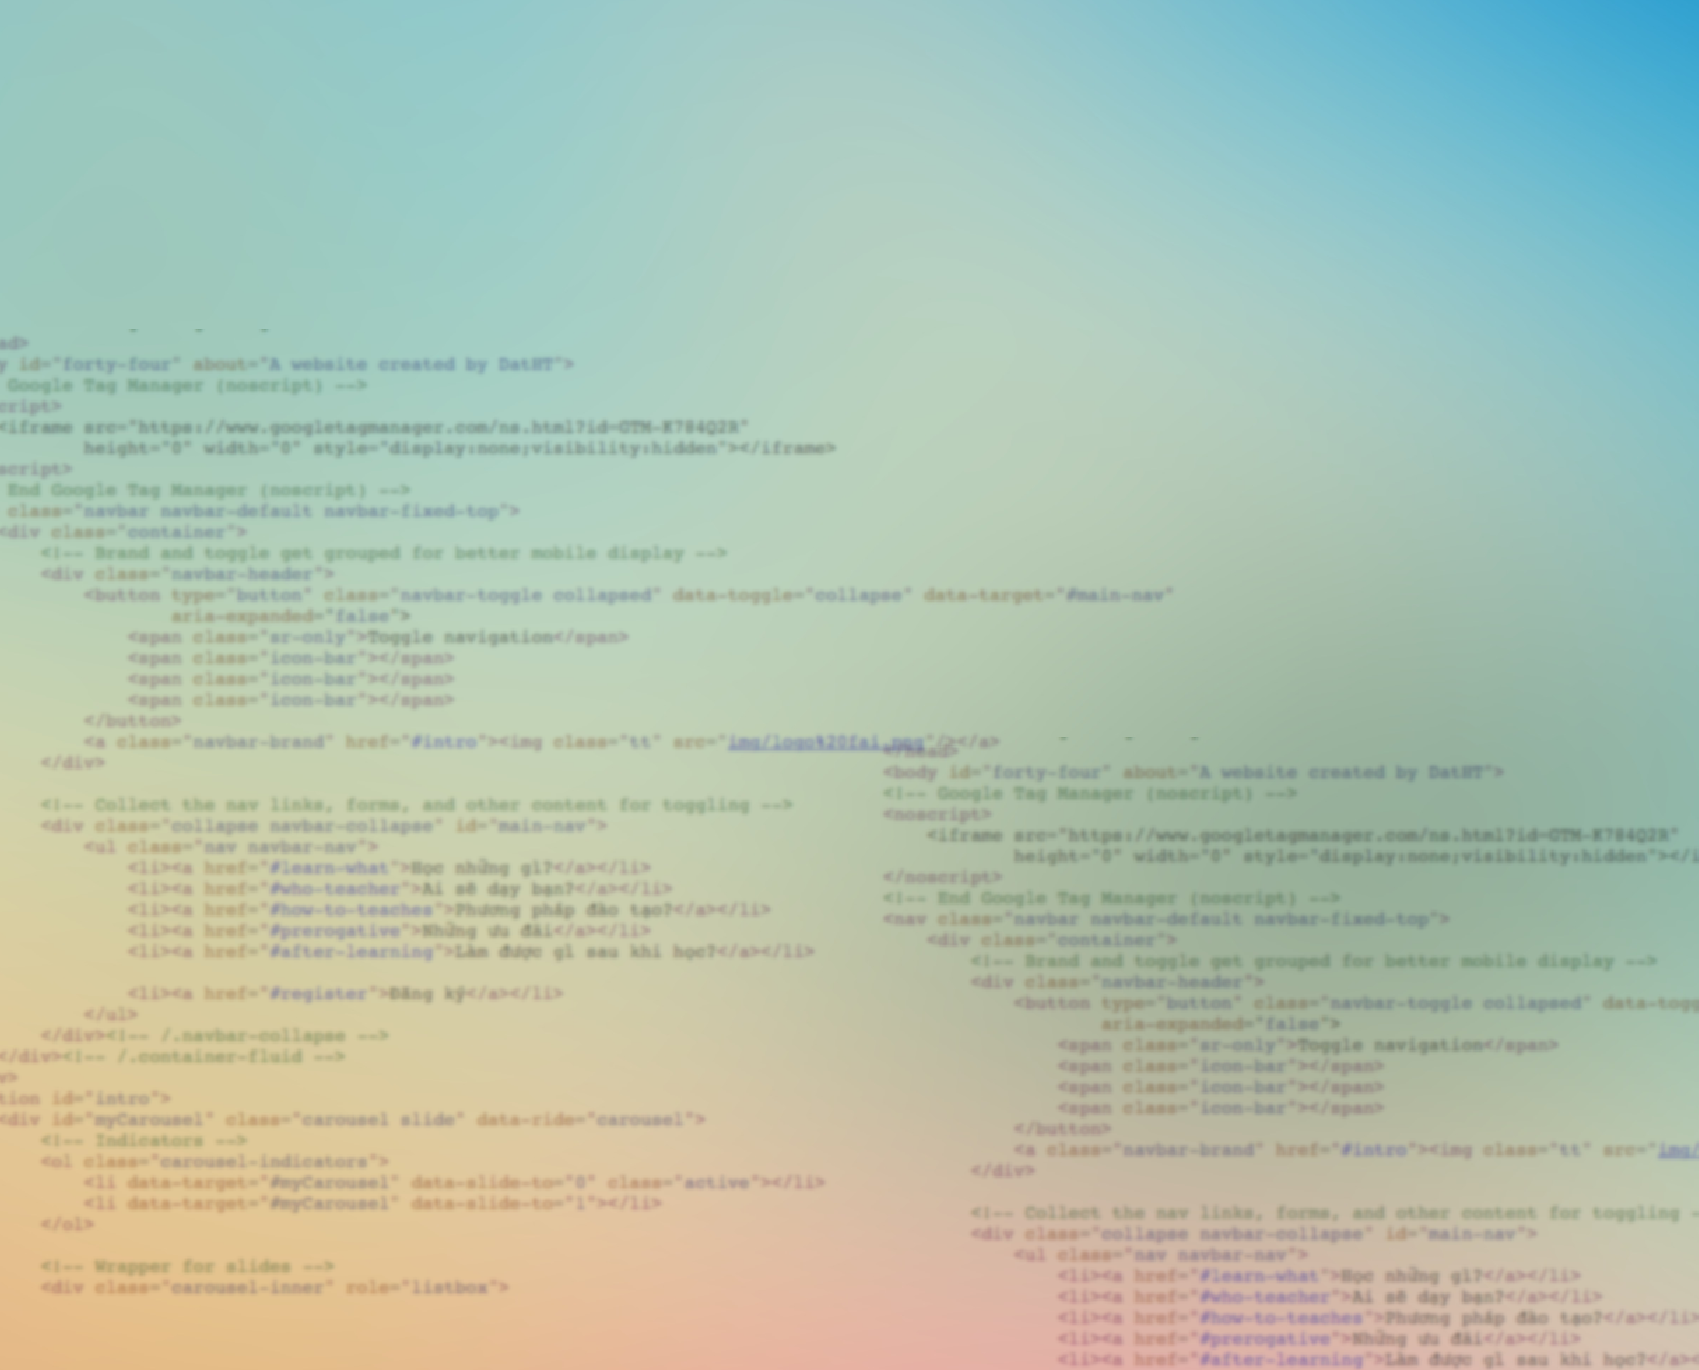 ad>
y id="forty-four" about="A website created by DatHT">
Google Tag Manager (noscript) -->
cript>
<iframe src="https://www.googletagmanager.com/ns.html?id=GTM-K784Q2R"
height="0" width="0" style="display:none;visibility:hidden"></iframe>
script>
End Google Tag Manager (noscript) -->
class="navbar navbar-default navbar-fixed-top">
<div class="container">
<!-- Brand and toggle get grouped for better mobile display -->
<div class="navbar-header">
<button type="button" class="navbar-toggle collapsed" data-toggle="collapse" data-target="#main-nav"
aria-expanded="false">
<span class="sr-only">Toggle navigation</span>
<span class="icon-bar"></span>
<span class="icon-bar"></span>
<span class="icon-bar"></span>
</button>
<a class="navbar-brand" href="#intro"><img class="tt" src="img/logo%20fai.png"/></a>
</div>
<!-- Collect the nav links, forms, and other content for toggling -->
<div class="collapse navbar-collapse" id="main-nav">
<ul class="nav navbar-nav">
<li><a href="#learn-what">Học những gì?</a></li>
<li><a href="#who-teacher">Ai sẽ dạy bạn?</a></li>
<li><a href="#how-to-teaches">Phương pháp đào tạo?</a></li>
<li><a href="#prerogative">Những ưu đãi</a></li>
<li><a href="#after-learning">Làm được gì sau khi học?</a></li>
<li><a href="#register">Đăng ký</a></li>
</ul>
</div><!-- /.navbar-collapse -->
</div><!-- /.container-fluid -->
v>
tion id="intro">
<div id="myCarousel" class="carousel slide" data-ride="carousel">
<!-- Indicators -->
<ol class="carousel-indicators">
<li data-target="#myCarousel" data-slide-to="0" class="active"></li>
<li data-target="#myCarousel" data-slide-to="1"></li>
</ol>
<!-- Wrapper for slides -->
<div class="carousel-inner" role="listbox">
</head>
<body id="forty-four" about="A website created by DatHT">
<!-- Google Tag Manager (noscript) -->
<noscript>
<iframe src="https://www.googletagmanager.com/ns.html?id=GTM-K784Q2R"
height="0" width="0" style="display:none;visibility:hidden"></i
</noscript>
<!-- End Google Tag Manager (noscript) -->
<nav class="navbar navbar-default navbar-fixed-top">
<div class="container">
<!-- Brand and toggle get grouped for better mobile display -->
<div class="navbar-header">
<button type="button" class="navbar-toggle collapsed" data-togg
aria-expanded="false">
<span class="sr-only">Toggle navigation</span>
<span class="icon-bar"></span>
<span class="icon-bar"></span>
<span class="icon-bar"></span>
</button>
<a class="navbar-brand" href="#intro"><img class="tt" src="img/
</div>
<!-- Collect the nav links, forms, and other content for toggling -
<div class="collapse navbar-collapse" id="main-nav">
<ul class="nav navbar-nav">
<li><a href="#learn-what">Học những gì?</a></li>
<li><a href="#who-teacher">Ai sẽ dạy bạn?</a></li>
<li><a href="#how-to-teaches">Phương pháp đào tạo?</a></li>
<li><a href="#prerogative">Những ưu đãi</a></li>
<li><a href="#after-learning">Làm được gì sau khi học?</a><